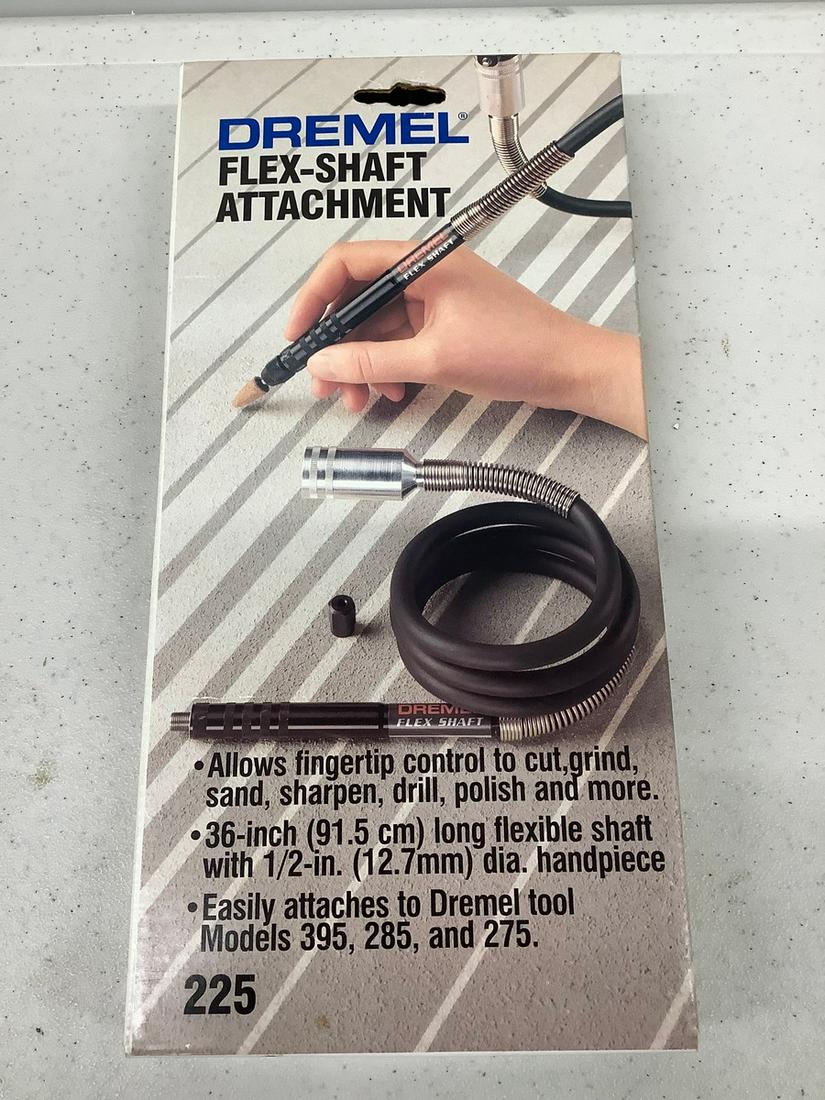 DREMEL®
FLEX-SHAFT
ATTACHMENT
DREMEL
FLEX SHAFT
DREMEL
FLEX SHAFT
•Allows fingertip control to cut,grind,
sand, sharpen, drill, polish and more.
•36-inch (91.5 cm) long flexible shaft
with 1/2-in. (12.7mm) dia. handpiece
•Easily attaches to Dremel tool
Models 395, 285, and 275.
225